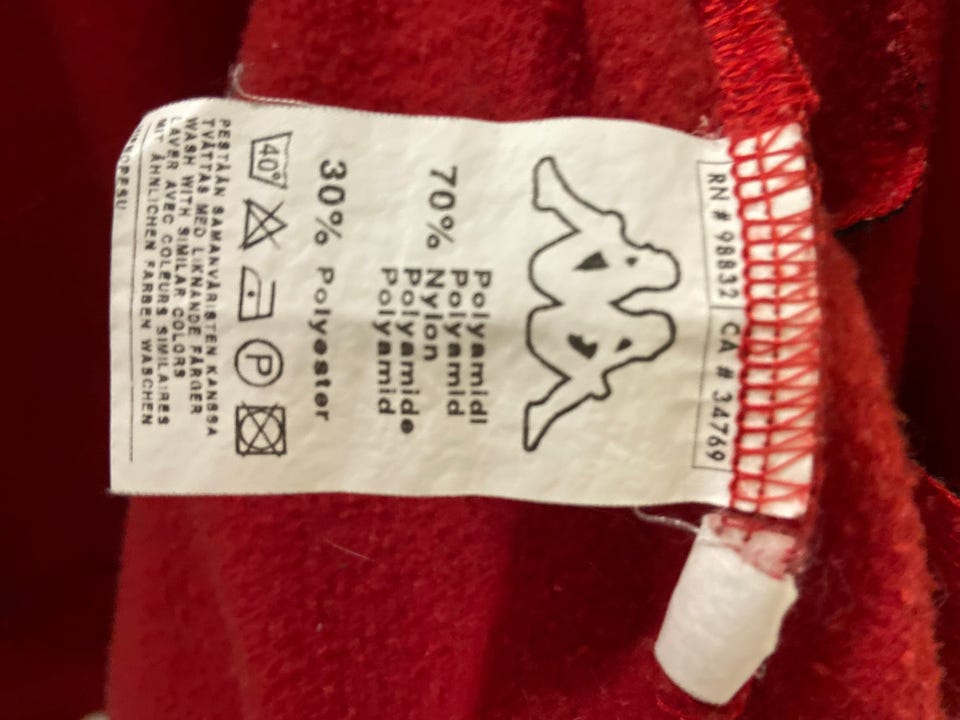 RN # 98832 CA # 34769
Polyamidi
Polyamid
70% Nylon
Polyamide
Polyamid
30% Polyester
40° P
PESTÄÄN SAMANVÄRISTEN KANSSA
TVÄTTAS MED LIKNANDE FÄRGER
WASH WITH SIMILAR COLORS
LAVER AVEC COLEURS SIMILAIRES
MIT ÄHNLICHEN FARBEN WASCHEN